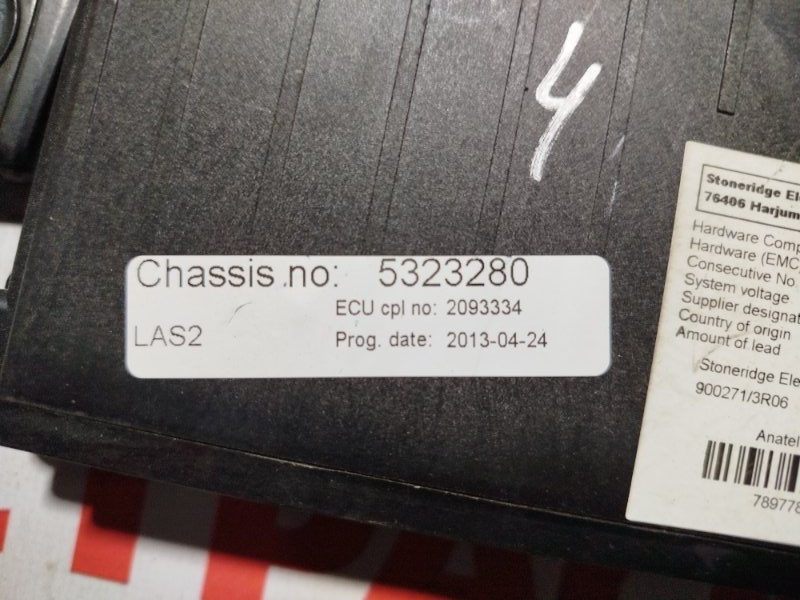 4
Chassis no: 5323280
ECU cpl no: 2093334
LAS2
Prog. date: 2013-04-24
Stoneridge El
76406 Harjum
Hardware Comp
Hardware (EMC
Consecutive No
System voltage
Supplier designat
Country of origin
Amount of lead
Stoneridge Ele
900271/3R06
Anatel
789778